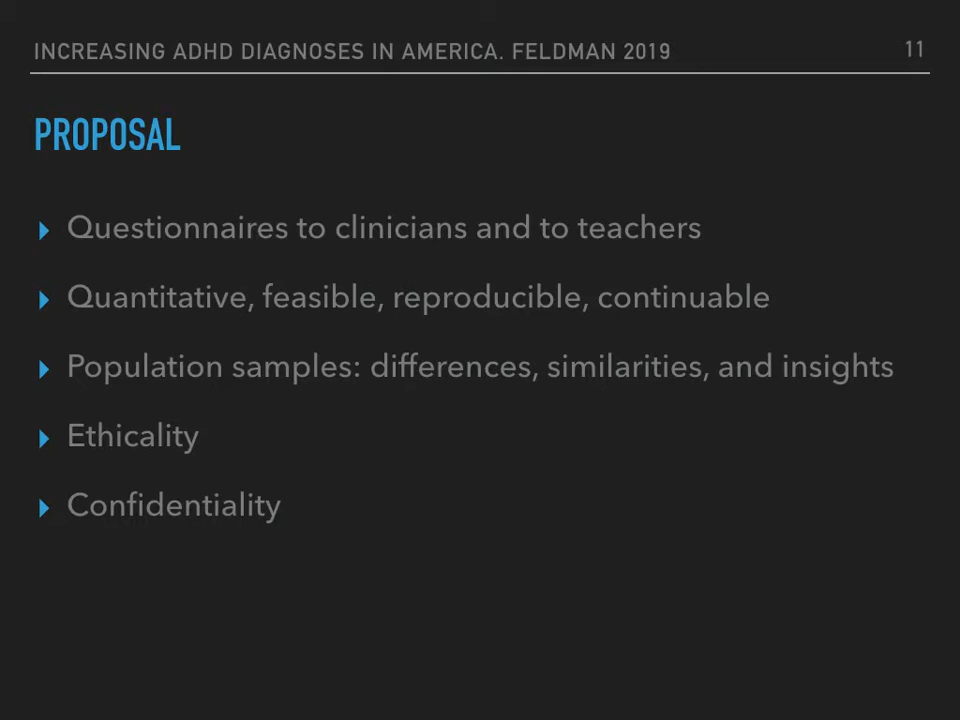 INCREASING ADHD DIAGNOSES IN AMERICA. FELDMAN 2019
11
PROPOSAL
Questionnaires to clinicians and to teachers
Quantitative, feasible, reproducible, continuable
Population samples: differences, similarities, and insights
Ethicality
Confidentiality